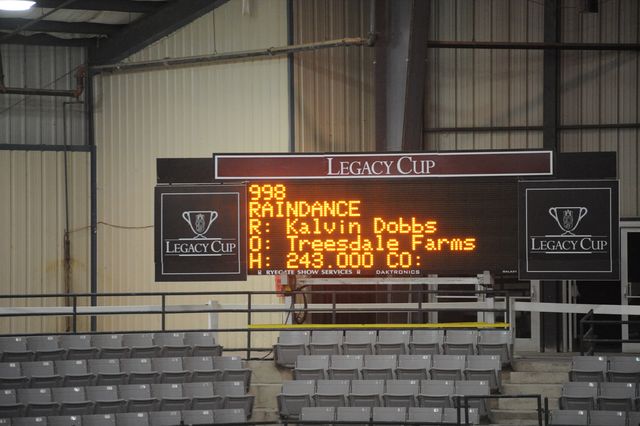 LEGACY CUP
998
RAINDANCE
R: Kalvin Dobbs
O: Treesdale Farms
H: 243.000 CO:
LEGACY CUP
LEGACY CUP
RYEGATE SHOW SERVICES
DAKTRONICS
GALAXY